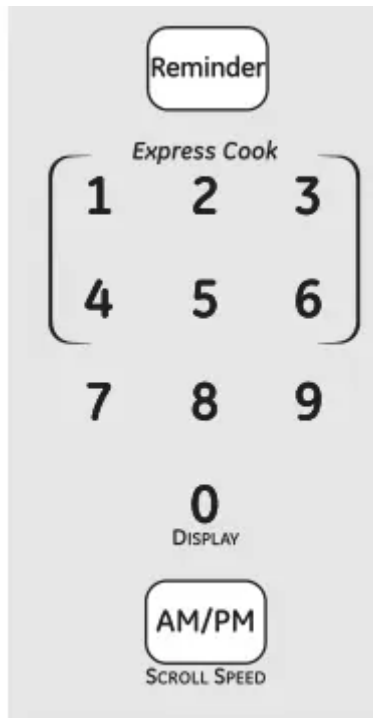 Reminder
Express Cook
1 2 3
4 5 6
7 8 9
0
DISPLAY
AM/PM
SCROLL SPEED